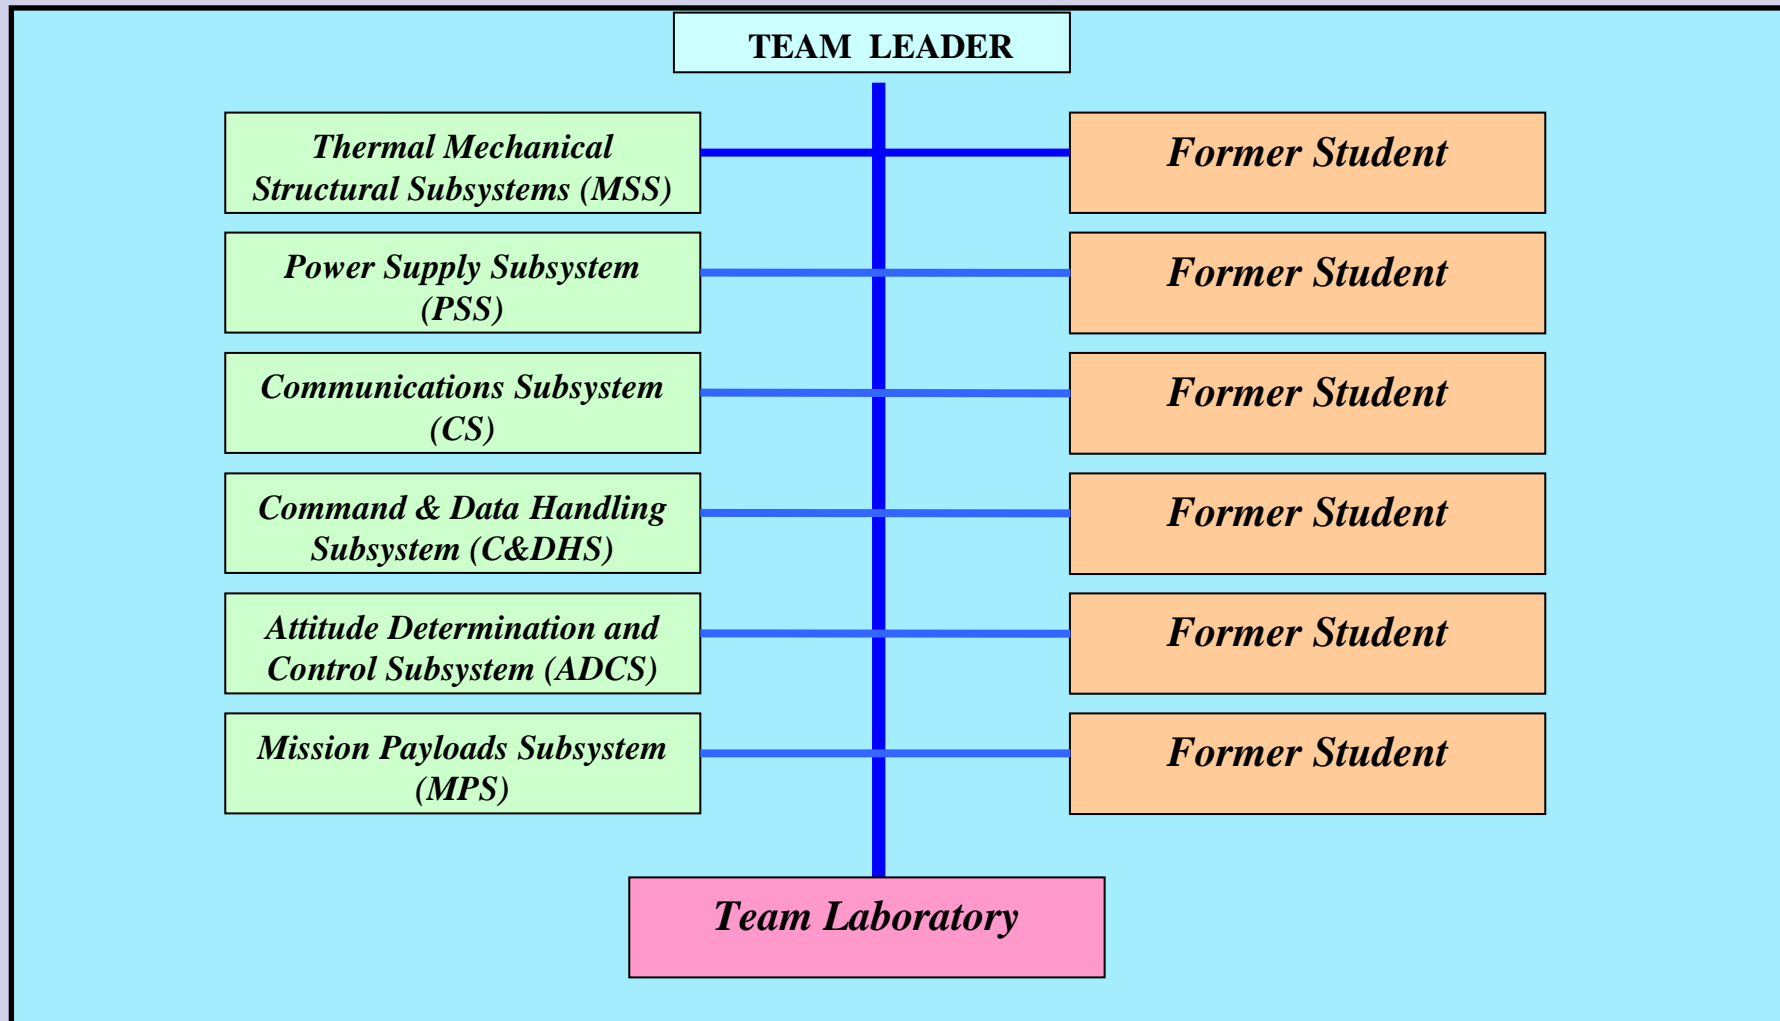 TEAM LEADER
Thermal Mechanical
Structural Subsystems (MSS)
Former Student
Power Supply Subsystem
(PSS)
Former Student
Communications Subsystem
(CS)
Former Student
Command & Data Handling
Subsystem (C&DHS)
Former Student
Attitude Determination and
Control Subsystem (ADCS)
Former Student
Mission Payloads Subsystem
(MPS)
Former Student
Team Laboratory